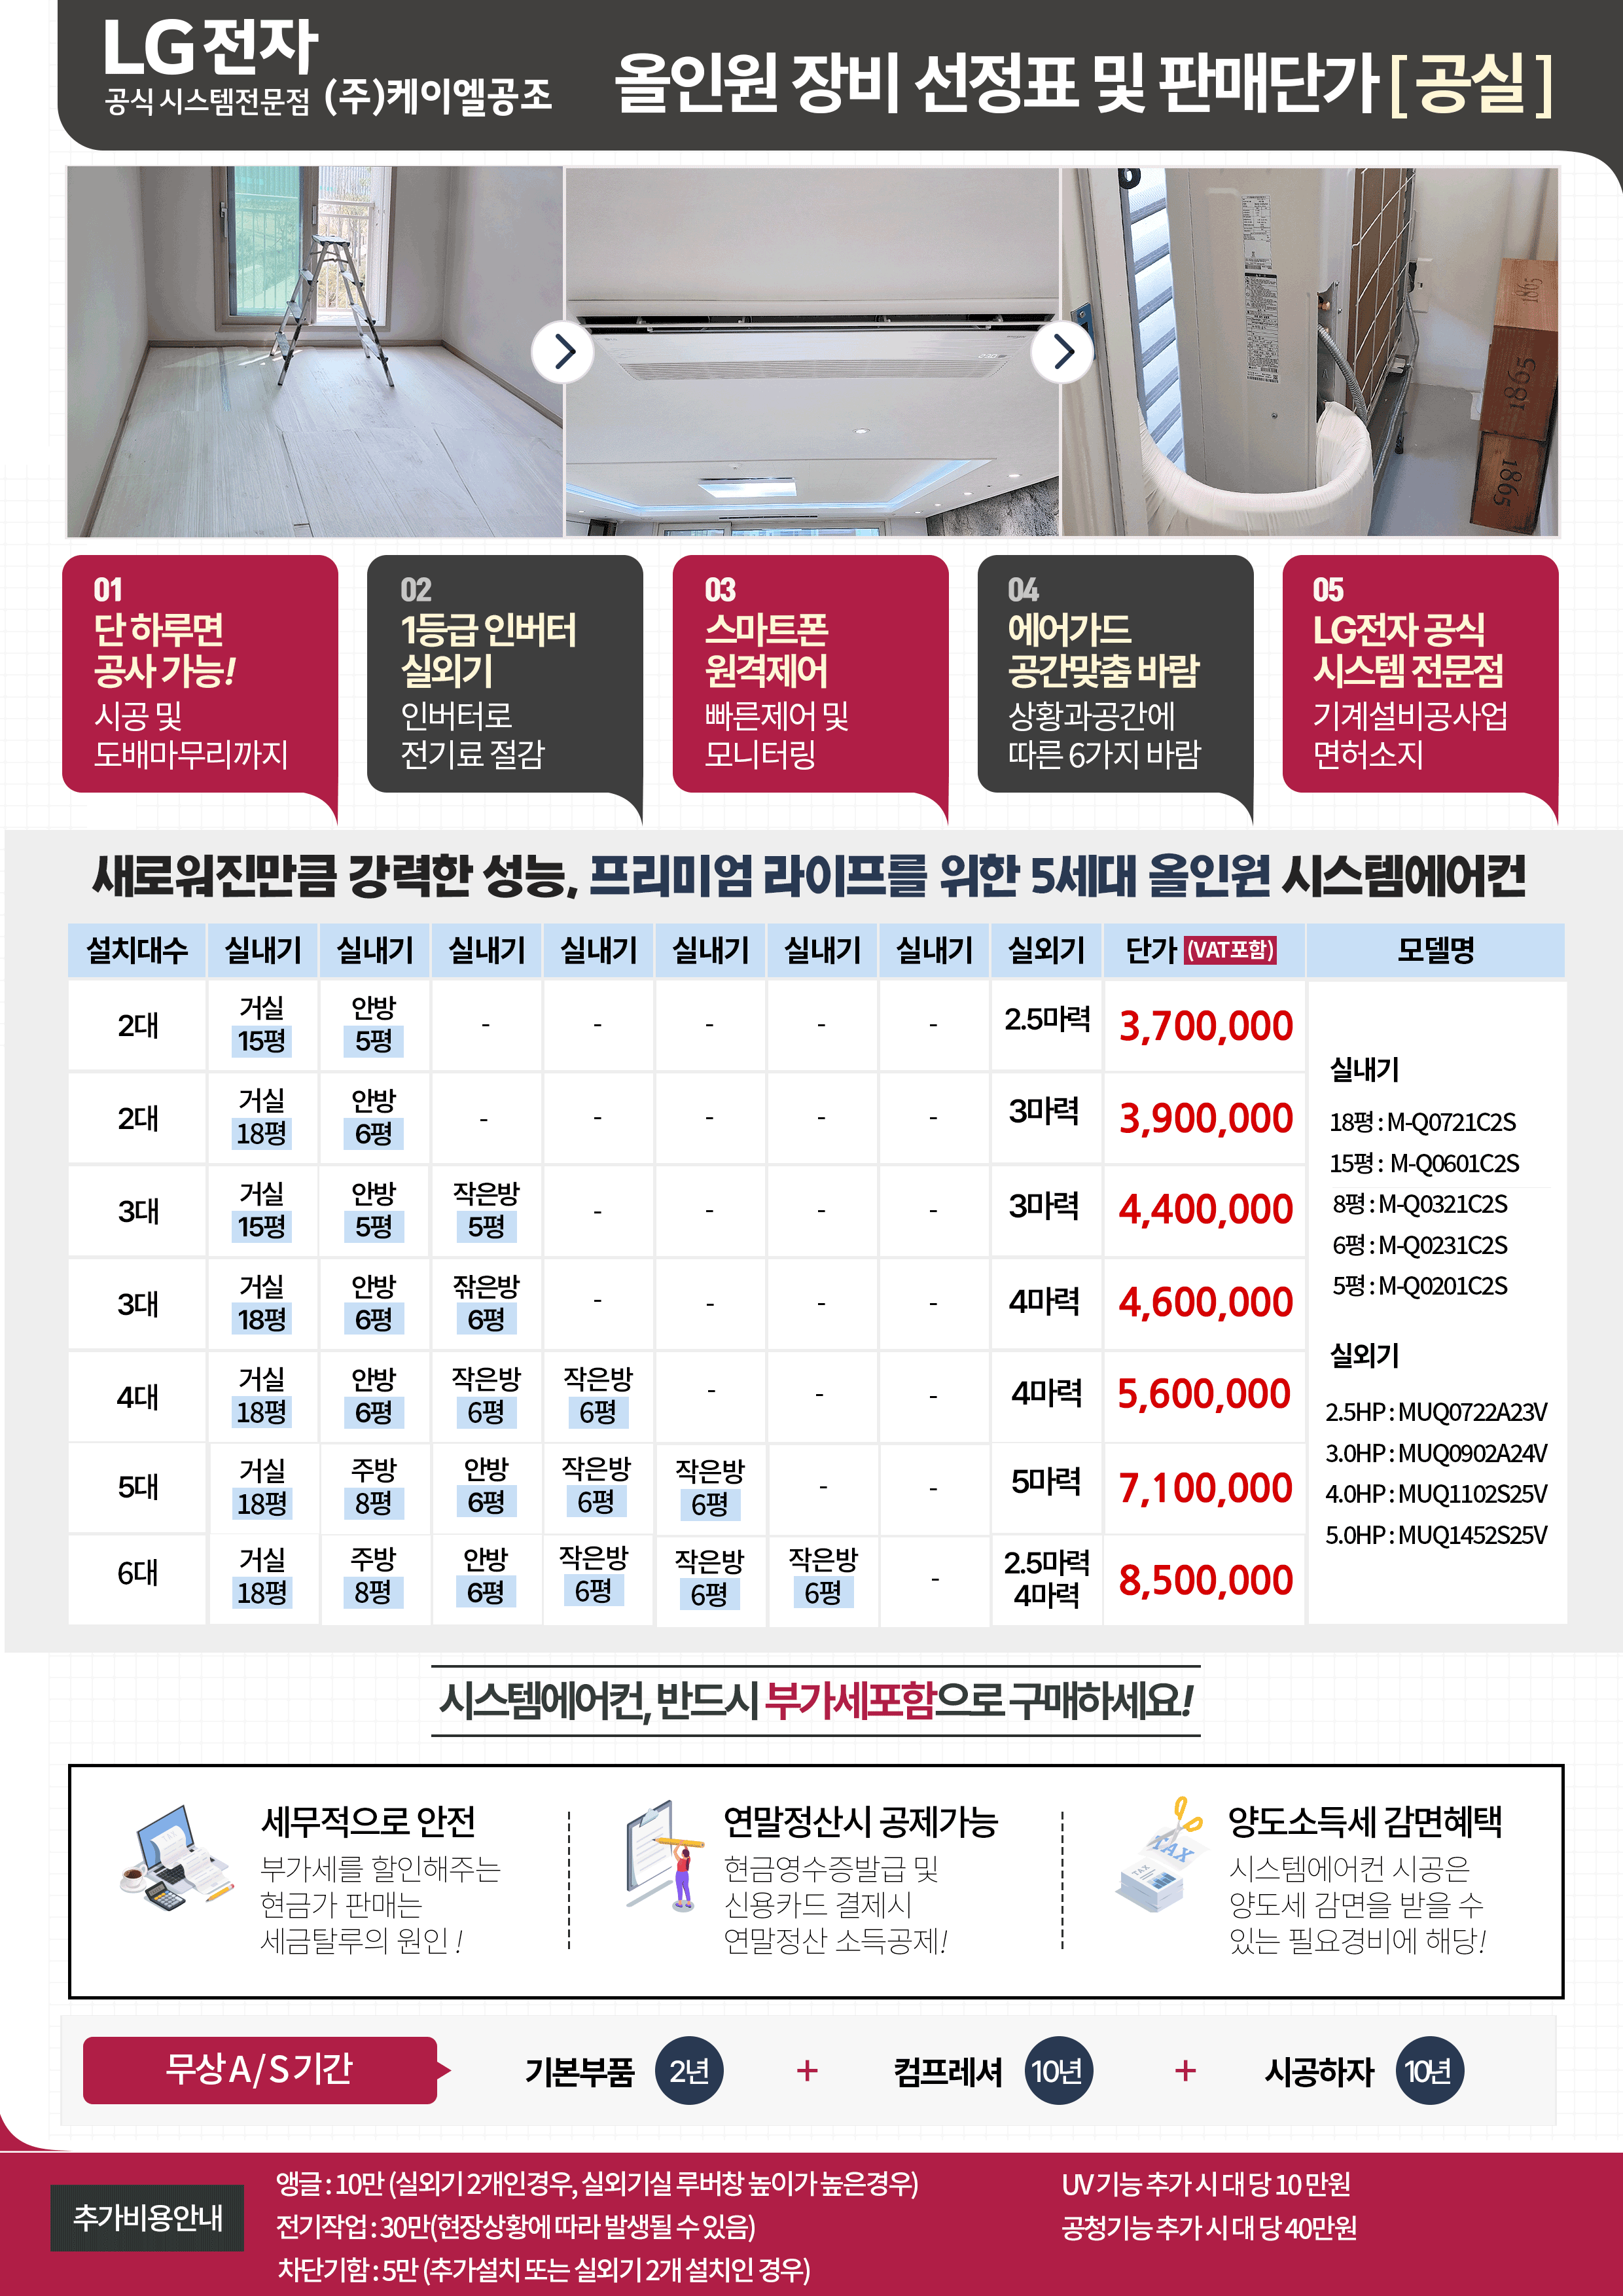 LG전자
공식 시스템전문점 (주)케이엘공조
올인원 장비 선정표 및 판매단가 [ 공실 ]
1865
1865
1865
01
단 하루면
공사 가능!
시공 및
도배마무리까지
02
1등급 인버터
실외기
인버터로
전기료 절감
03
스마트폰
원격제어
빠른제어 및
모니터링
04
에어가드
공간맞춤 바람
상황과공간에
따른 6가지 바람
05
LG전자 공식
시스템 전문점
기계설비공사업
면허소지
새로워진만큼 강력한 성능, 프리미엄 라이프를 위한 5세대 올인원 시스템에어컨
설치대수 실내기 실내기 실내기 실내기 실내기 실내기 실내기 실외기 단가 (VAT포함) 모델명
2대 거실 15평 안방 5평 - - - - - 2.5마력 3,700,000
2대 거실 18평 안방 6평 - - - - - 3마력 3,900,000
3대 거실 15평 안방 5평 작은방 5평 - - - - 3마력 4,400,000
3대 거실 18평 안방 6평 작은방 6평 - - - - 4마력 4,600,000
4대 거실 18평 안방 6평 작은방 6평 작은방 6평 - - - 4마력 5,600,000
5대 거실 18평 주방 8평 안방 6평 작은방 6평 작은방 6평 - - 5마력 7,100,000
6대 거실 18평 주방 8평 안방 6평 작은방 6평 작은방 6평 작은방 6평 - 2.5마력 4마력 8,500,000
실내기
18평 : M-Q0721C2S
15평 : M-Q0601C2S
8평 : M-Q0321C2S
6평 : M-Q0231C2S
5평 : M-Q0201C2S
실외기
2.5HP : MUQ0722A23V
3.0HP : MUQ0902A24V
4.0HP : MUQ1102S25V
5.0HP : MUQ1452S25V
시스템에어컨, 반드시 부가세포함으로 구매하세요!
세무적으로 안전
부가세를 할인해주는
현금가 판매는
세금탈루의 원인 !
연말정산시 공제가능
현금영수증발급 및
신용카드 결제시
연말정산 소득공제!
TAX
TAX
양도소득세 감면혜택
시스템에어컨 시공은
양도세 감면을 받을 수
있는 필요경비에 해당!
무상 A / S 기간
기본부품 2년 + 컴프레셔 10년 + 시공하자 10년
추가비용안내
앵글 : 10만 (실외기 2개인경우, 실외기실 루버창 높이가 높은경우)
전기작업 : 30만(현장상황에 따라 발생될 수 있음)
차단기함 : 5만 (추가설치 또는 실외기 2개 설치인 경우)
UV 기능 추가 시 대 당 10 만원
공청기능 추가 시 대 당 40만원